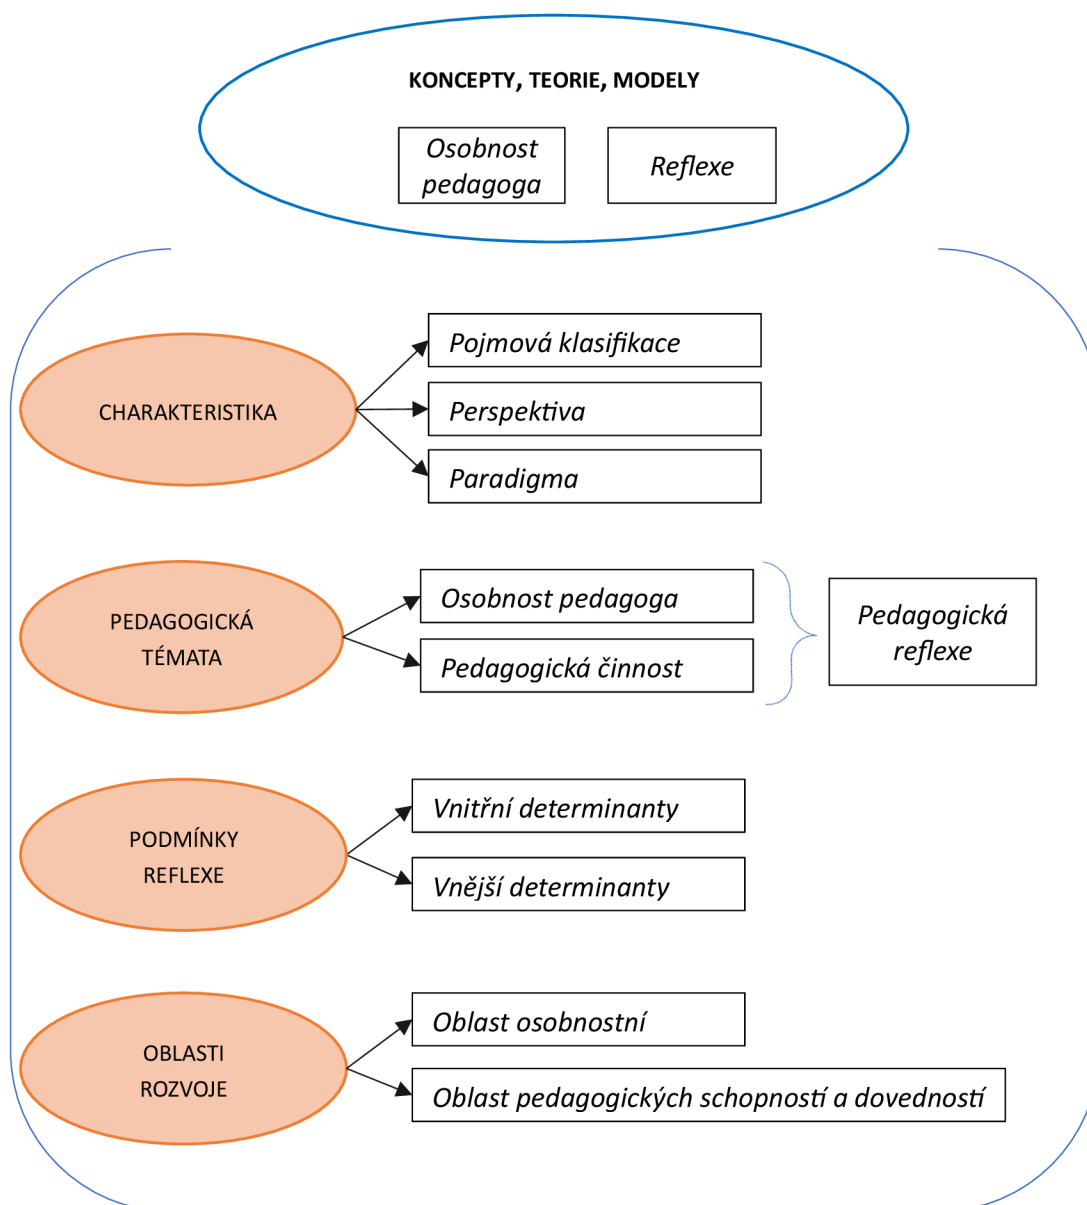 KONCEPTY, TEORIE, MODELY
Osobnost
pedagoga
Reflexe
CHARAKTERISTIKA
Pojmová klasifikace
Perspektiva
Paradigma
PEDAGOGICKÁ
TÉMATA
Osobnost pedagoga
Pedagogická činnost
Pedagogická
reflexe
PODMÍNKY
REFLEXE
Vnitřní determinanty
Vnější determinanty
OBLASTI
ROZVOJE
Oblast osobnostní
Oblast pedagogických schopností a dovedností